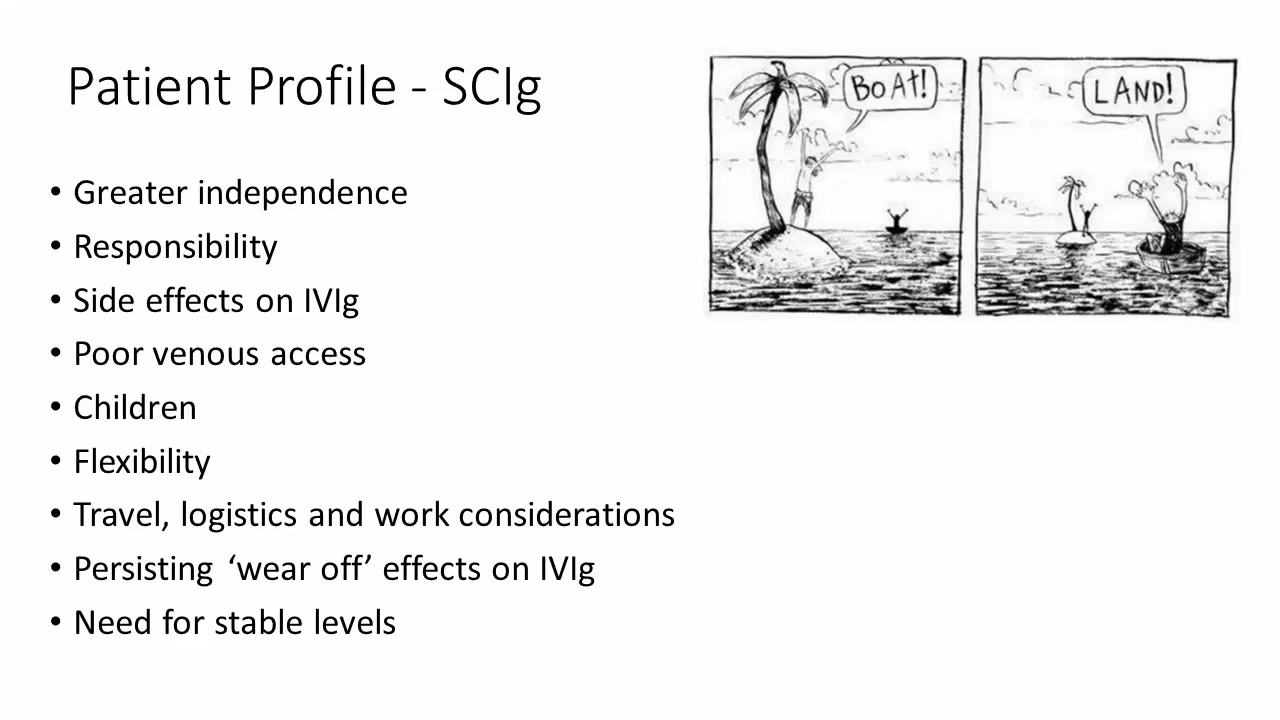 Patient Profile - SCIg
BOAt!
LAND!
• Greater independence
• Responsibility
• Side effects on IVIg
• Poor venous access
• Children
• Flexibility
• Travel, logistics and work considerations
• Persisting ‘wear off’ effects on IVIg
• Need for stable levels